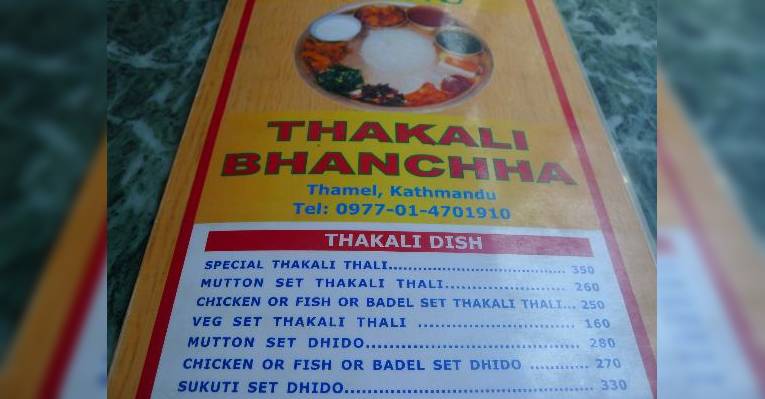 THAKALI
BHANCHHA
Thamel, Kathmandu
Tel: 0977-01-4701910
THAKALI DISH
SPECIAL THAKALI THALI............................................. 350
MUTTON SET THAKALI THALI............................... 260
CHICKEN OR FISH OR BADEL SET THAKALI THALI... 250
VEG SET THAKALI THALI ...................................... 160
MUTTON SET DHIDO................................................ 280
CHICKEN OR FISH OR BADEL SET DHIDO ............. 270
SUKUTI SET DHIDO.................................................... 330